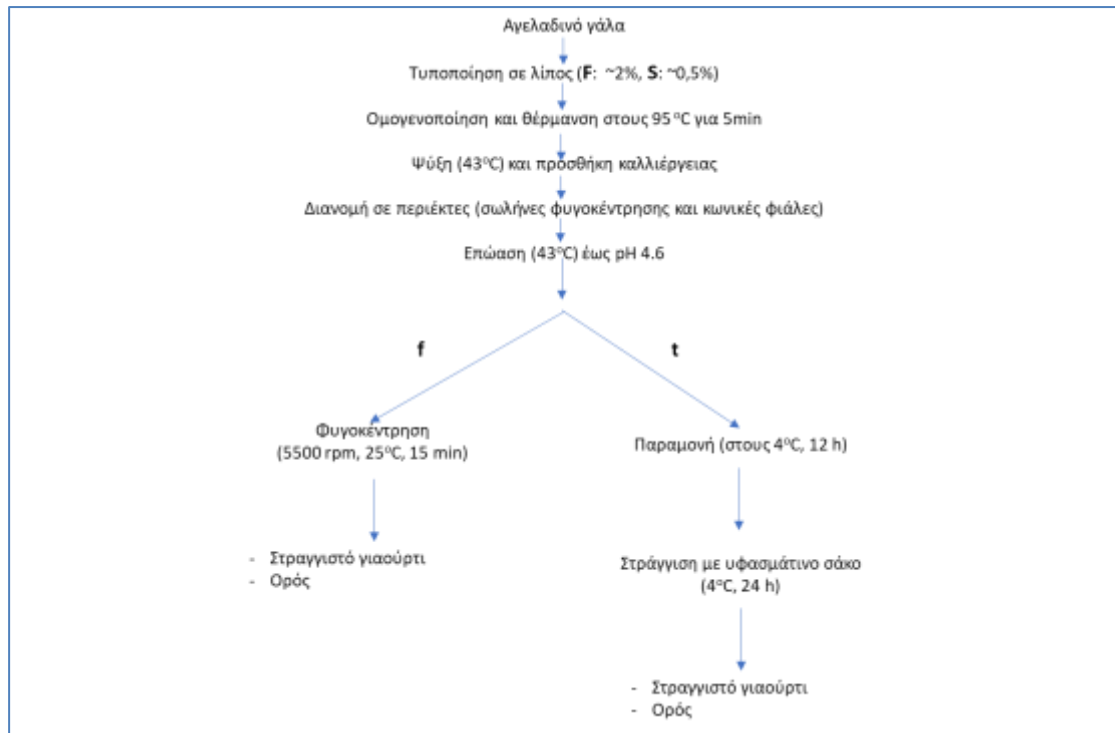 Αγελαδινό γάλα
Τυποποίηση σε λίπος (F: ~2%, S: ~0,5%)
Ομογενοποίηση και θέρμανση στους 95 °C για 5min
Ψύξη (43°C) και προσθήκη καλλιέργειας
Διανομή σε περιέκτες (σωλήνες φυγοκέντρησης και κωνικές φιάλες)
Επώαση (43°C) έως pH 4.6
f
t
Φυγοκέντρηση
(5500 rpm, 25°C, 15 min)
Παραμονή (στους 4°C, 12 h)
- Στραγγιστό γιαούρτι
- Ορός
Στράγγιση με υφασμάτινο σάκο
(4°C, 24 h)
- Στραγγιστό γιαούρτι
- Ορός